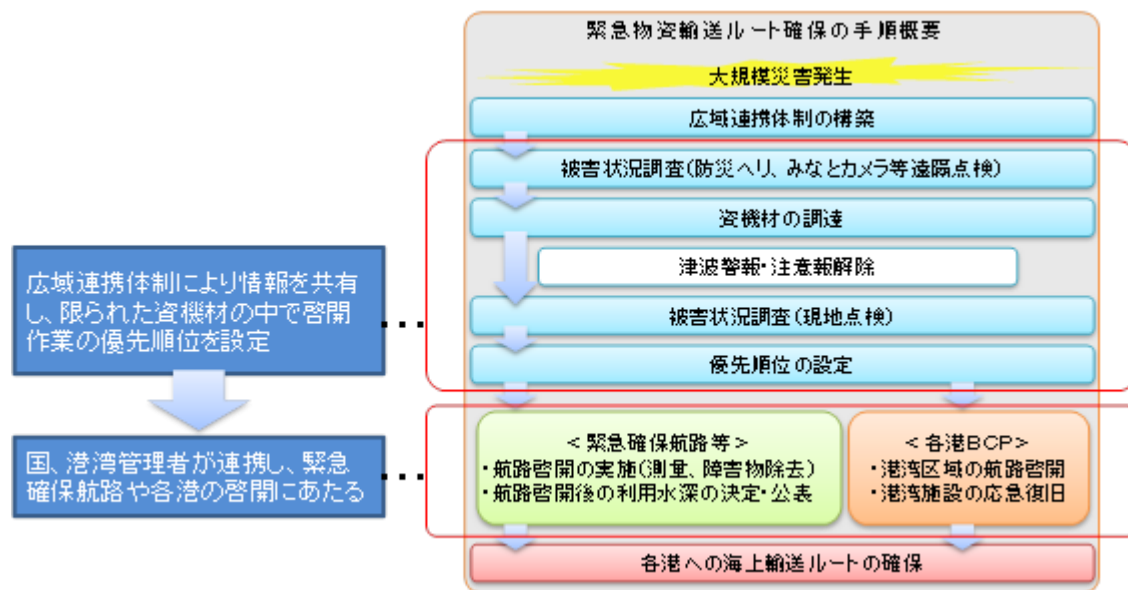 緊急物資輸送ルート確保の手順概要
大規模災害発生
広域連携体制の構築
被害状況調査(防災ヘリ、みなとカメラ等遠隔点検)
資機材の調達
津波警報・注意報解除
被害状況調査(現地点検)
優先順位の設定
広域連携体制により情報を共有
し、限られた資機材の中で啓開
作業の優先順位を設定
…
国、港湾管理者が連携し、緊急
確保航路や各港の啓開にあたる
…
<緊急確保航路等>
・航路啓開の実施(測量、障害物除去)
・航路啓開後の利用水深の決定・公表
<各港BCP>
・港湾区域の航路啓開
・港湾施設の応急復旧
各港への海上輸送ルートの確保